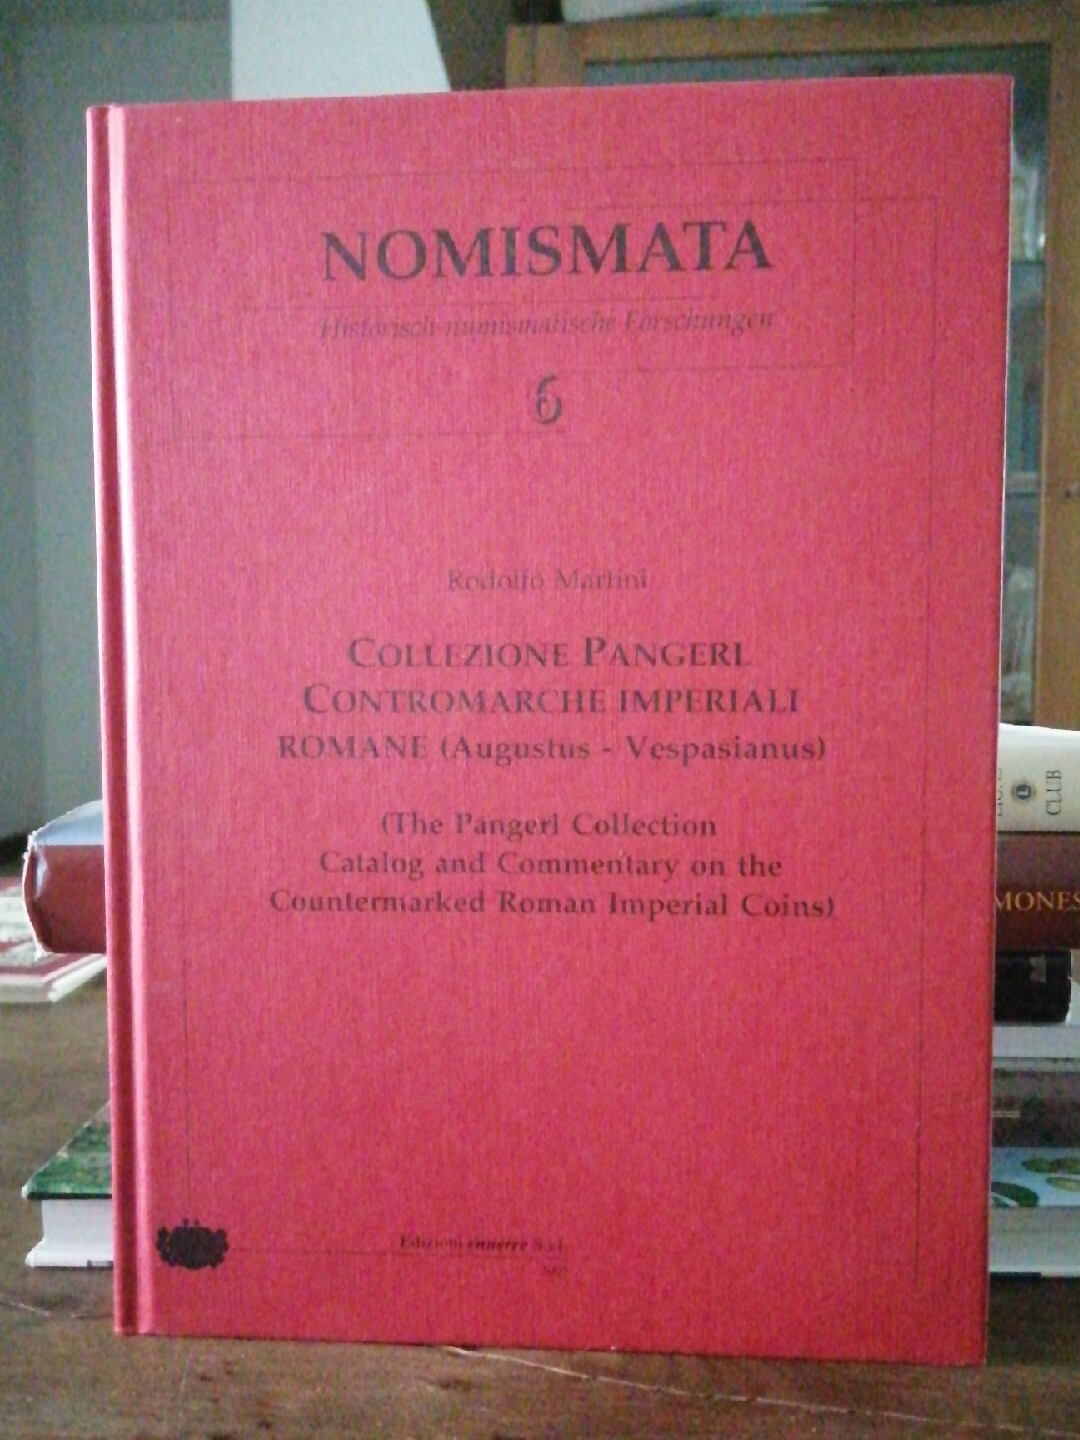 NOMISMATA
Historisch-numismatische Forschungen
6
Rodolfo Martini
COLLEZIONE PANGERL
CONTROMARCHE IMPERIALI
ROMANE (Augustus - Vespasianus)
(The Pangerl Collection
Catalog and Commentary on the
Countermarked Roman Imperial Coins)
Edizioni ennerre S.r.l.
CLUB
MONES